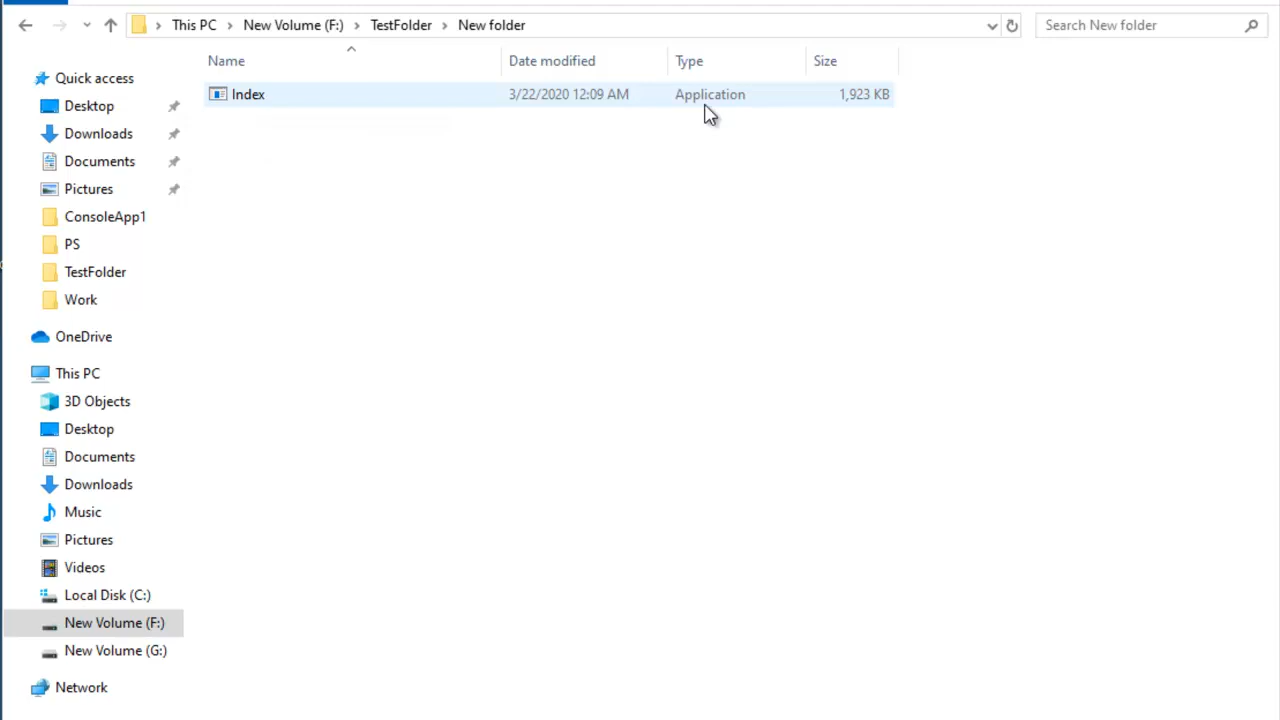 This PC > New Volume (F:) > TestFolder > New folder
Search New folder
Name Date modified Type Size
Index 3/22/2020 12:09 AM Application 1,923 KB
Quick access
Desktop
Downloads
Documents
Pictures
ConsoleApp1
PS
TestFolder
Work
OneDrive
This PC
3D Objects
Desktop
Documents
Downloads
Music
Pictures
Videos
Local Disk (C:)
New Volume (F:)
New Volume (G:)
Network